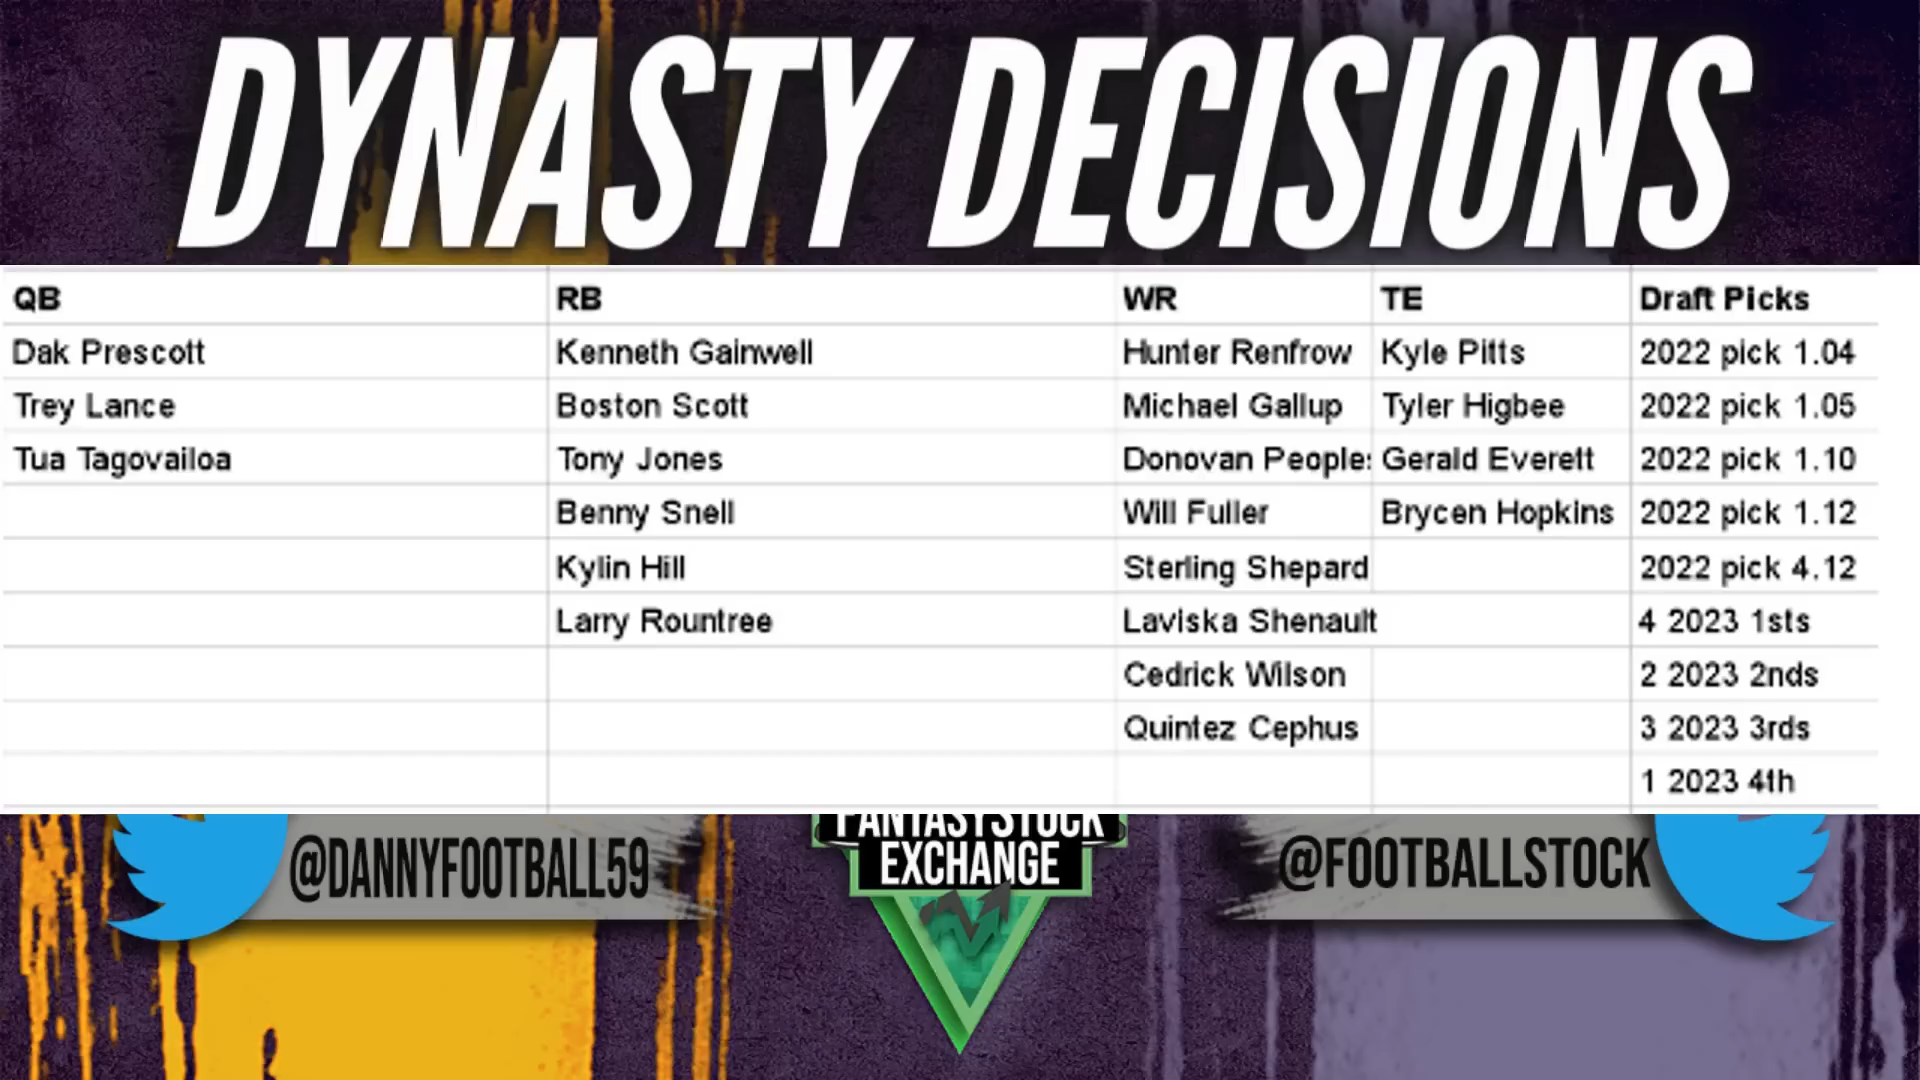 DYNASTY DECISIONS
QB RB WR TE Draft Picks
Dak Prescott Kenneth Gainwell Hunter Renfrow Kyle Pitts 2022 pick 1.04
Trey Lance Boston Scott Michael Gallup Tyler Higbee 2022 pick 1.05
Tua Tagovailoa Tony Jones Donovan Peoples Gerald Everett 2022 pick 1.10
Benny Snell Will Fuller Brycen Hopkins 2022 pick 1.12
Kylin Hill Sterling Shepard 2022 pick 4.12
Larry Rountree Laviska Shenault 4 2023 1sts
Cedrick Wilson 2 2023 2nds
Quintez Cephus 3 2023 3rds
1 2023 4th
@DANNYFOOTBALL59 FANTASYSTOCK EXCHANGE @FOOTBALLSTOCK